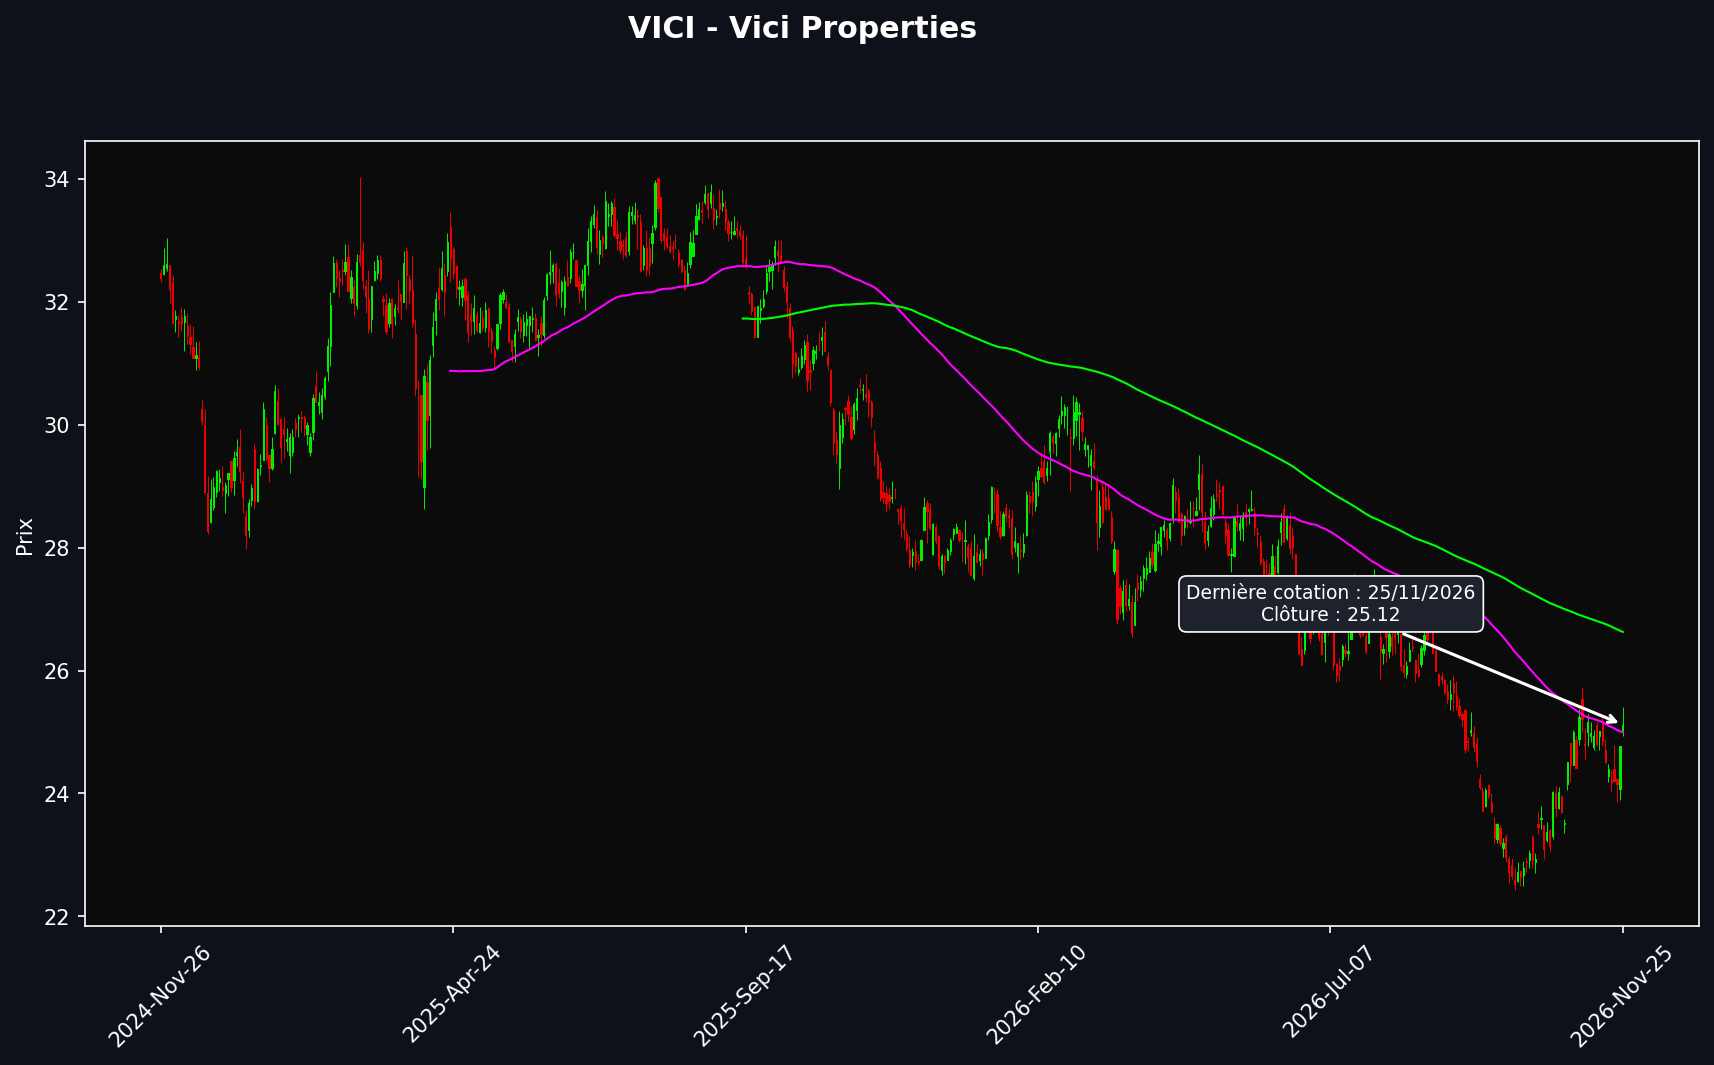 VICI - Vici Properties
Prix
34
32
30
28
26
24
22
Dernière cotation : 25/11/2026
Clôture : 25.12
2024-Nov-26
2025-Apr-24
2025-Sep-17
2026-Feb-10
2026-Jul-07
2026-Nov-25